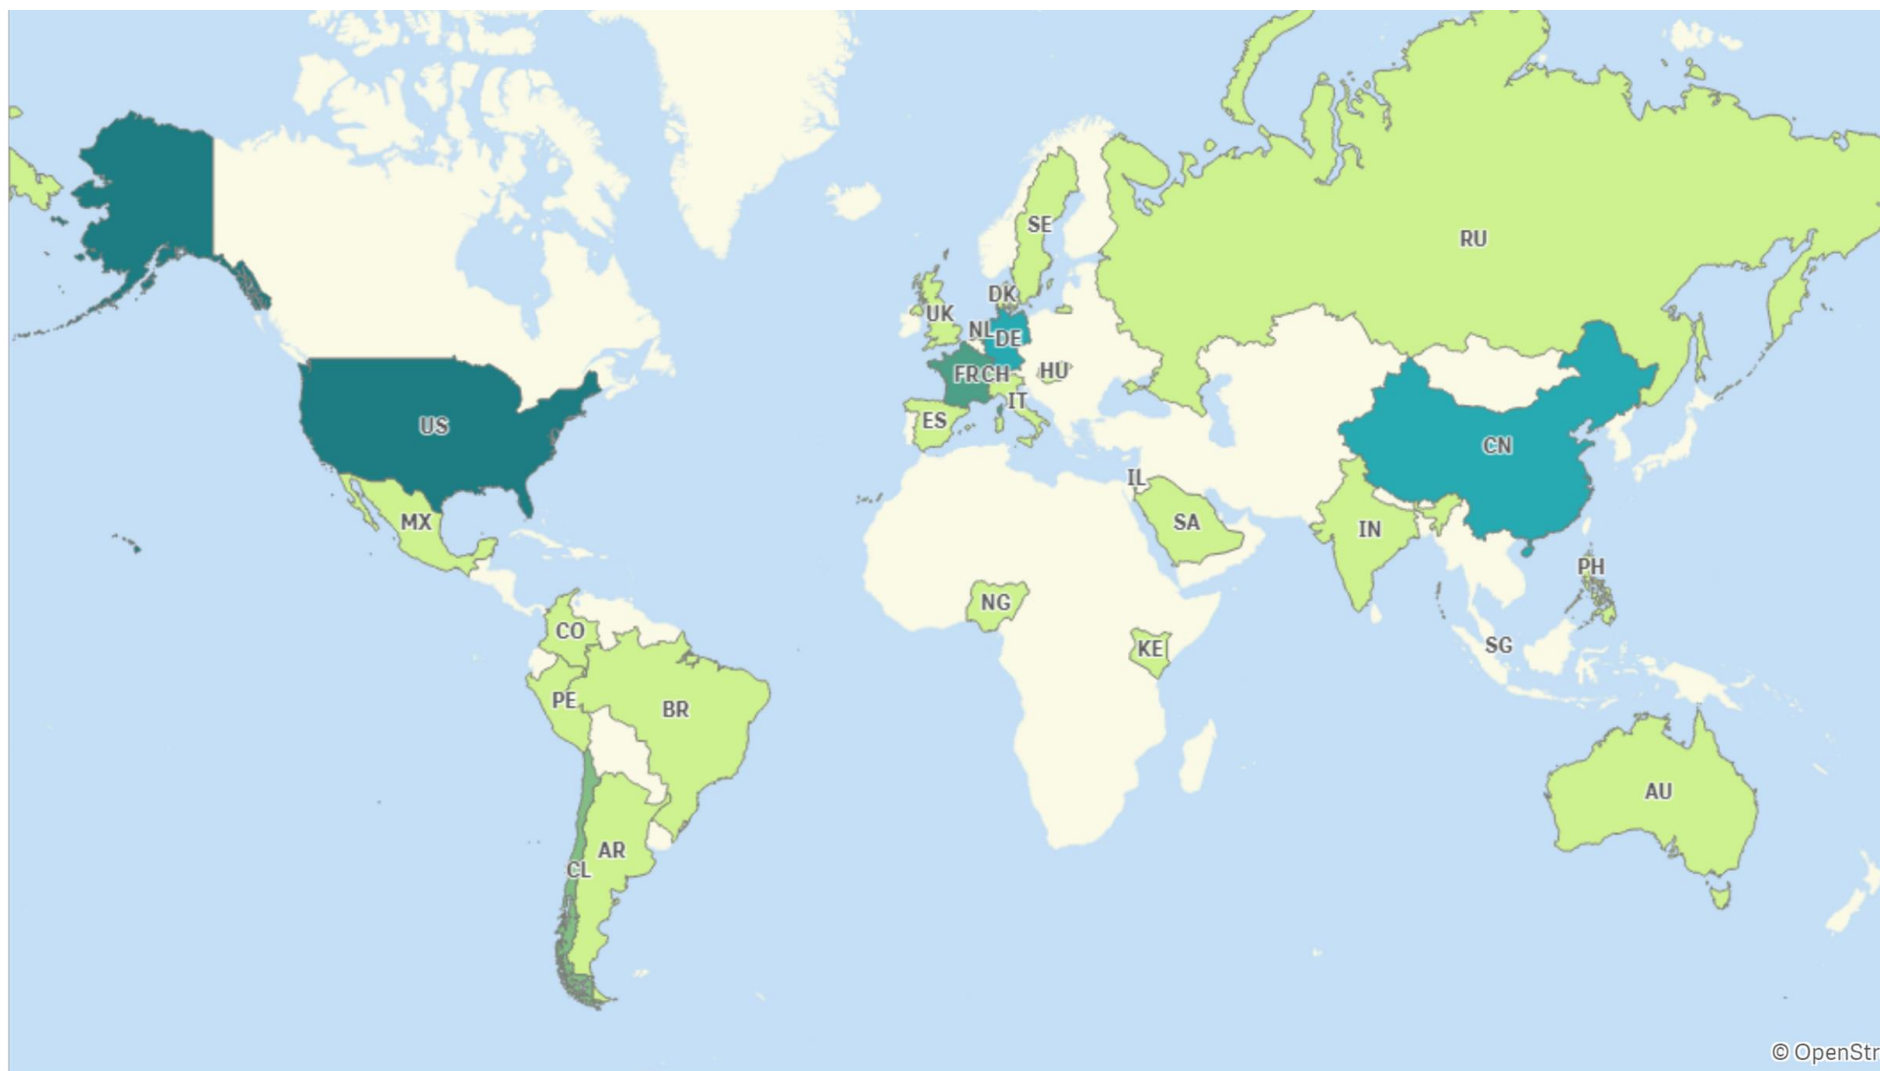 SE
RU
DK
UK
NL
DE
FR
CH
HU
IT
ES
US
CN
IL
MX
SA
IN
PH
NG
CO
KE
SG
PE
BR
AU
AR
CL
© OpenStr